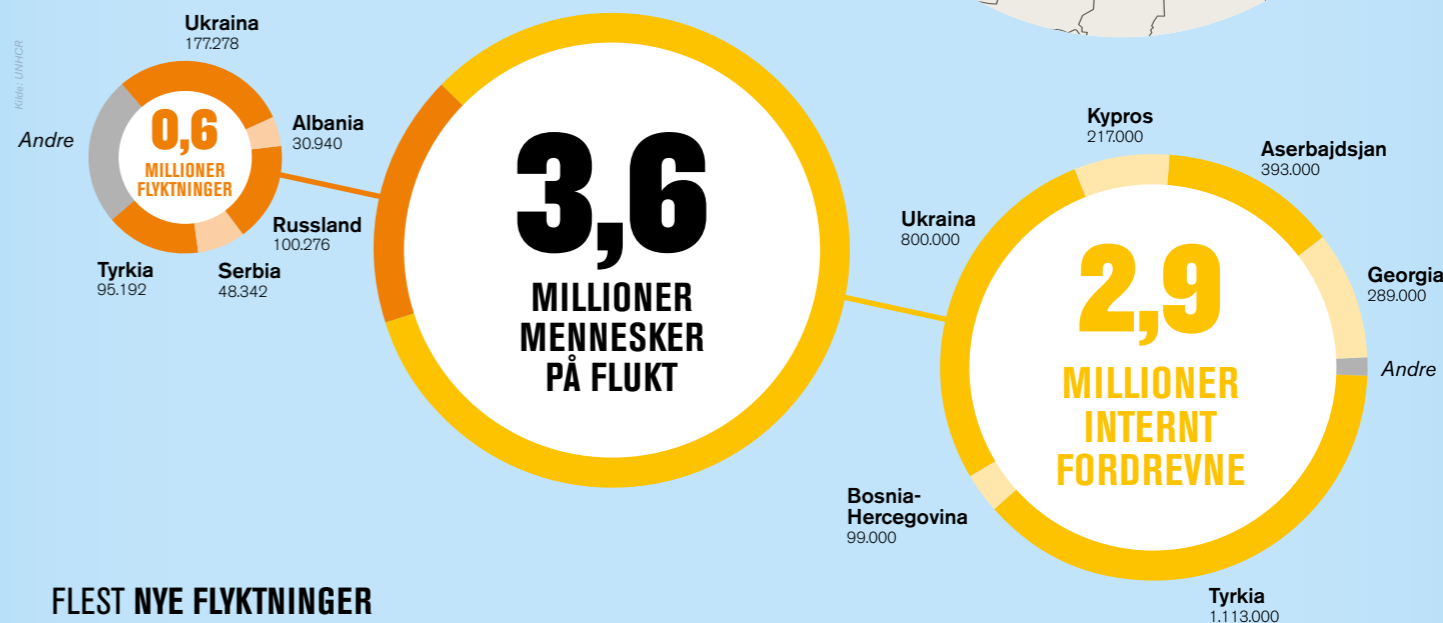 Kilde: UNHCR
Ukraina
177.278
Albania
30.940
Russland
100.276
Serbia
48.342
Tyrkia
95.192
Andre
0,6
MILLIONER
FLYKTNINGER
3,6
MILLIONER
MENNESKER
PÅ FLUKT
Kypros
217.000
Aserbajdsjan
393.000
Georgia
289.000
Andre
Tyrkia
1.113.000
Bosnia-
Hercegovina
99.000
Ukraina
800.000
2,9
MILLIONER
INTERNT
FORDREVNE
FLEST NYE FLYKTNINGER